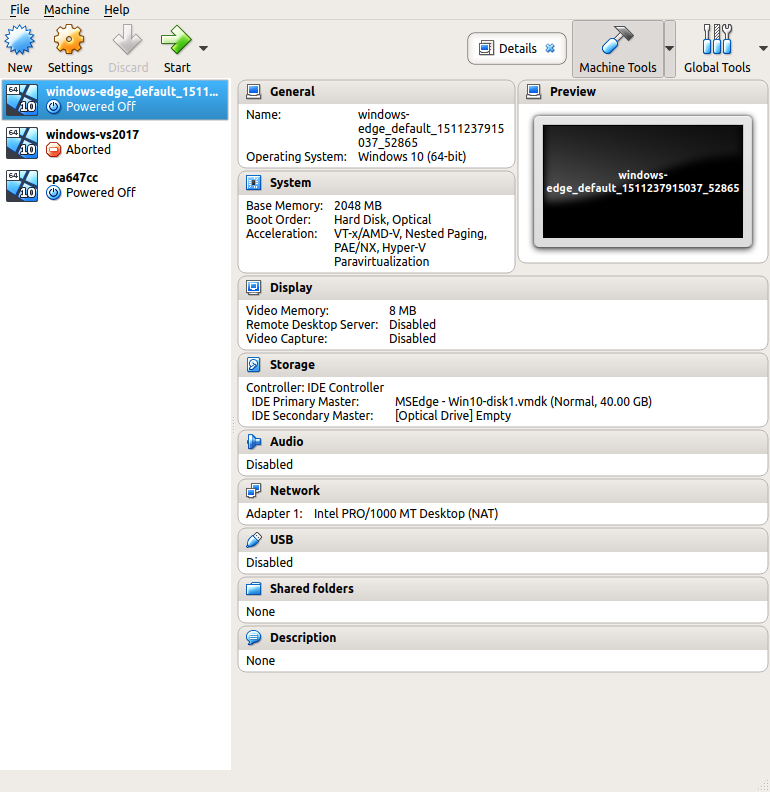 File Machine Help
New Settings Discard Start Details Machine Tools Global Tools
64 10 windows-edge_default_1511...
Powered Off
64 10 windows-vs2017
Aborted
64 10 cpa647cc
Powered Off
General
Name: windows-
edge_default_1511237915
037_52865
Operating System: Windows 10 (64-bit)
Preview
windows-
edge_default_1511237915037_52865
System
Base Memory: 2048 MB
Boot Order: Hard Disk, Optical
Acceleration: VT-x/AMD-V, Nested Paging,
PAE/NX, Hyper-V
Paravirtualization
Display
Video Memory: 8 MB
Remote Desktop Server: Disabled
Video Capture: Disabled
Storage
Controller: IDE Controller
IDE Primary Master: MSEdge - Win10-disk1.vmdk (Normal, 40.00 GB)
IDE Secondary Master: [Optical Drive] Empty
Audio
Disabled
Network
Adapter 1: Intel PRO/1000 MT Desktop (NAT)
USB
Disabled
Shared folders
None
Description
None